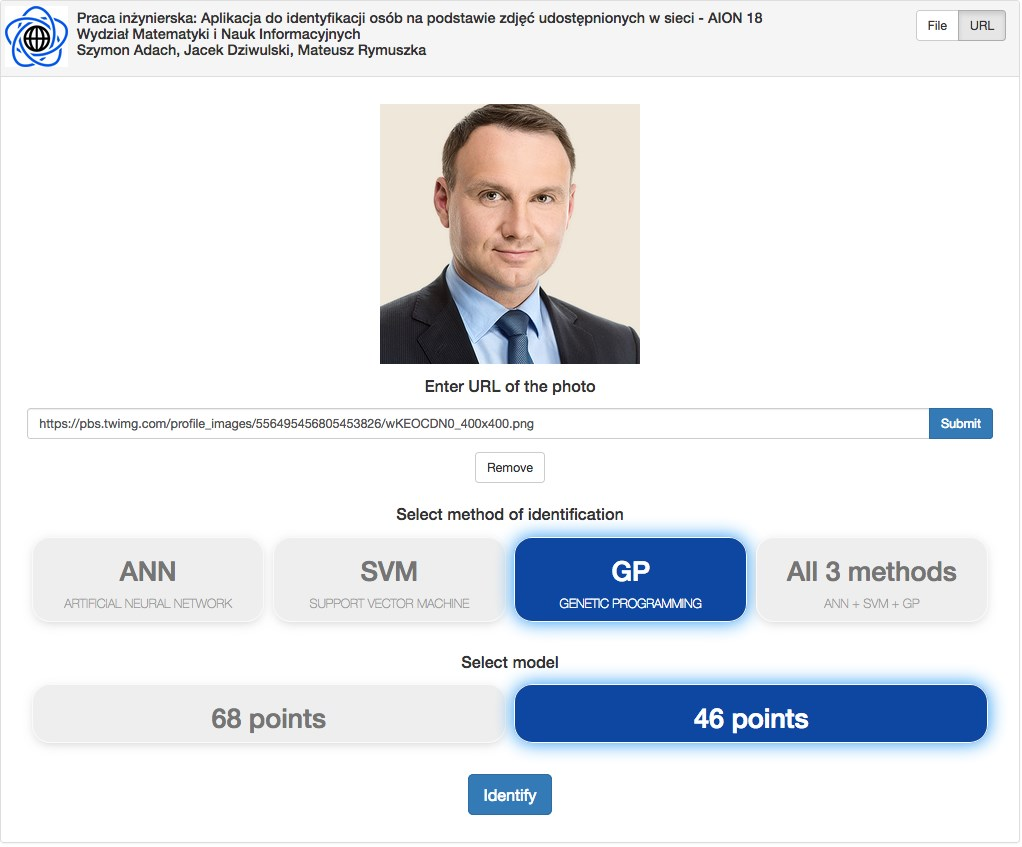 Praca inżynierska: Aplikacja do identyfikacji osób na podstawie zdjęć udostępnionych w sieci - AION 18
Wydział Matematyki i Nauk Informacyjnych
Szymon Adach, Jacek Dziwulski, Mateusz Rymuszka
File URL
Enter URL of the photo
https://pbs.twimg.com/profile_images/556495456805453826/wKEOCDN0_400x400.png Submit
Remove
Select method of identification
ANN SVM GP All 3 methods
ARTIFICIAL NEURAL NETWORK SUPPORT VECTOR MACHINE GENETIC PROGRAMMING ANN + SVM + GP
Select model
68 points 46 points
Identify